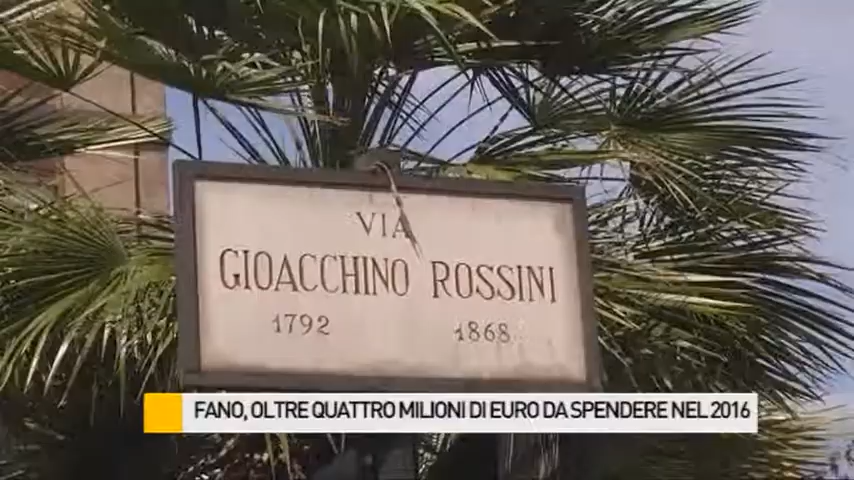 VIA
GIOACCHINO ROSSINI
1792 1868
FANO, OLTRE QUATTRO MILIONI DI EURO DA SPENDERE NEL 2016